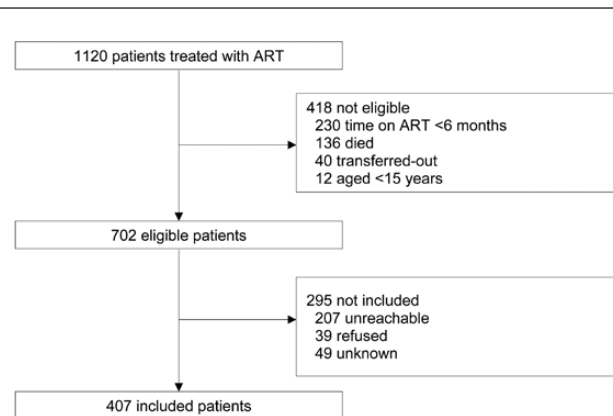 1120 patients treated with ART
418 not eligible
230 time on ART <6 months
136 died
40 transferred-out
12 aged <15 years
702 eligible patients
295 not included
207 unreachable
39 refused
49 unknown
407 included patients